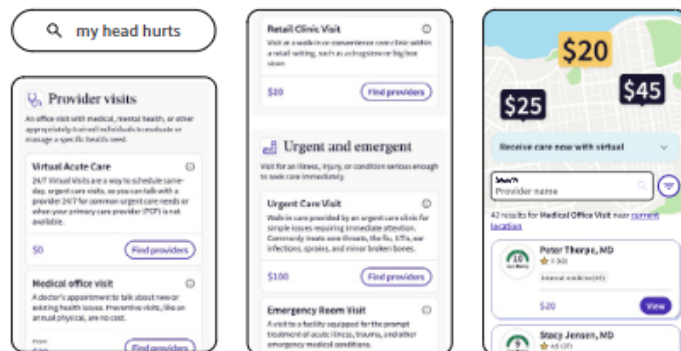 my head hurts
Provider visits
An office visit with medical, mental health, or other
appropriately trained individuals to evaluate or
manage a specific health need.
Virtual Acute Care
24/7 Virtual Visits are a way to schedule same-
day, urgent care visits, so you can talk with a
provider 24/7 for common urgent care needs or
when your primary care provider (PCP) is not
available.
$0
Find providers
Medical office visit
A doctor's appointment to talk about new or
existing health issues. Preventive visits, like an
annual physical, are no cost.
From
Find providers
Retail Clinic Visit
Visit at a walk-in or convenience care clinic within
a retail setting, such as a drugstore or big box
store.
$20
Find providers
Urgent and emergent
Visit for an illness, injury, or condition serious enough
to seek care immediately.
Urgent Care Visit
Walk-in care provided by an urgent care clinic for
simple issues requiring immediate attention.
Commonly treats sore throats, the flu, UTIs, ear
infections, sprains, and minor broken bones.
$100
Find providers
Emergency Room Visit
A visit to a facility equipped for the prompt
treatment of acute illness, trauma, and other
emergency medical conditions.
$20
$25
$45
Receive care now with virtual
Search
Provider name
42 results for Medical Office Visit near current
location
10
Peter Thorpe, MD
Internal medicine
$20
View
9
Stacy Jensen, MD